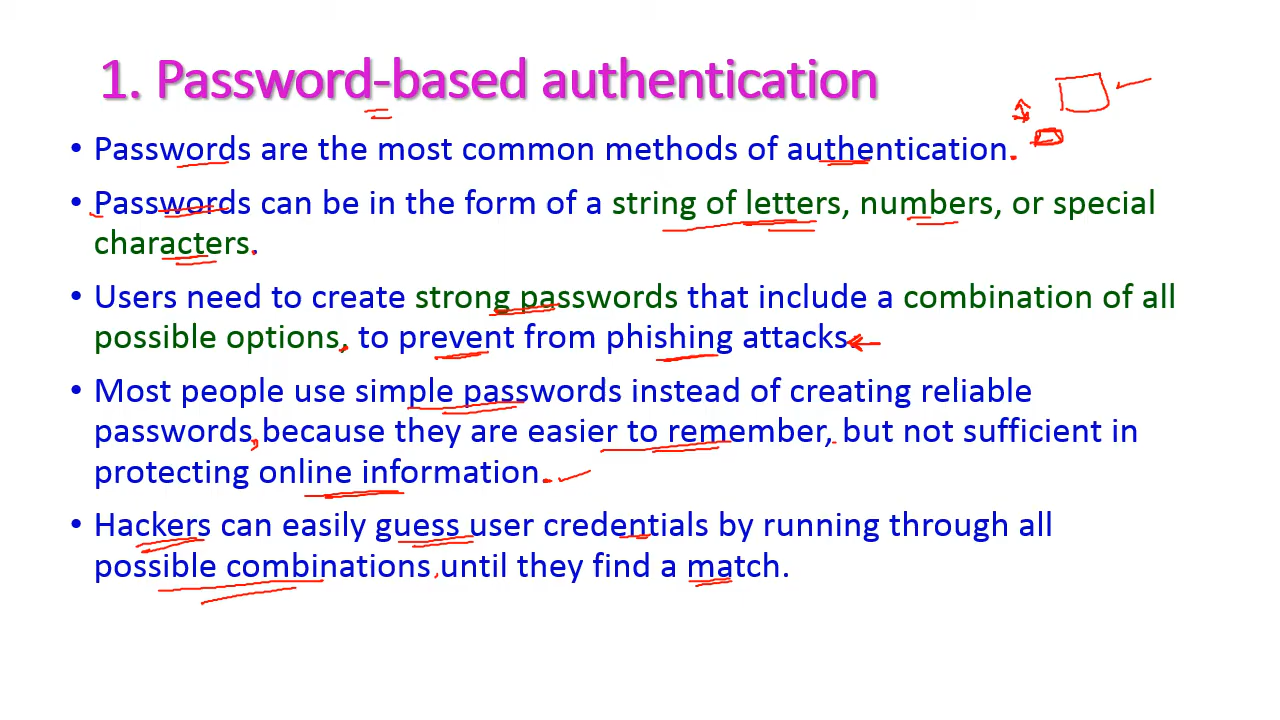 1. Password-based authentication
• Passwords are the most common methods of authentication.
• Passwords can be in the form of a string of letters, numbers, or special
characters.
• Users need to create strong passwords that include a combination of all
possible options, to prevent from phishing attacks
• Most people use simple passwords instead of creating reliable
passwords, because they are easier to remember, but not sufficient in
protecting online information.
• Hackers can easily guess user credentials by running through all
possible combinations, until they find a match.